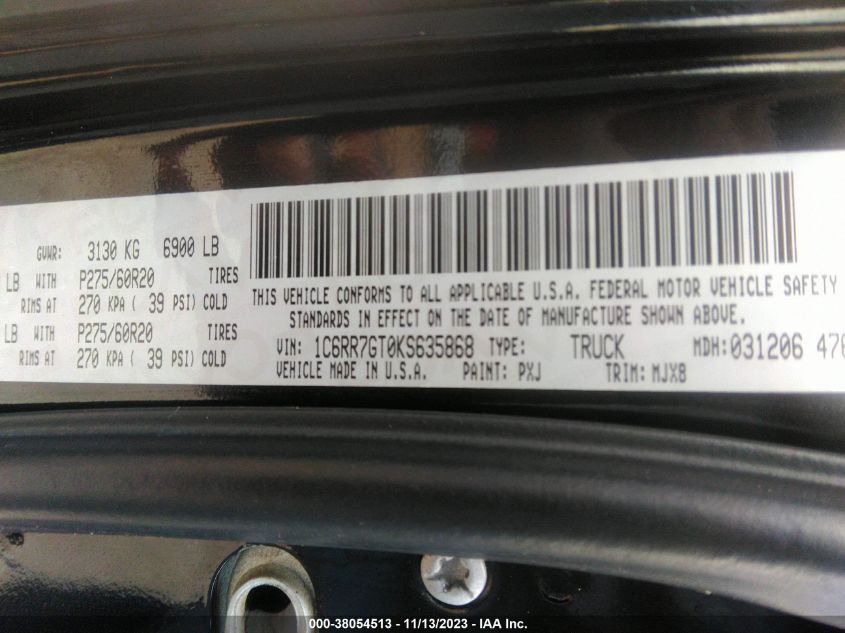 GVWR: 3130 KG 6900 LB
LB WITH P275/60R20 TIRES
RIMS AT 270 KPA ( 39 PSI) COLD
LB WITH P275/60R20 TIRES
RIMS AT 270 KPA ( 39 PSI) COLD
THIS VEHICLE CONFORMS TO ALL APPLICABLE U.S.A. FEDERAL MOTOR VEHICLE SAFETY
STANDARDS IN EFFECT ON THE DATE OF MANUFACTURE SHOWN ABOVE.
VIN: 1C6RR7GT0KS635868 TYPE: TRUCK MDH: 031206 470
VEHICLE MADE IN U.S.A. PAINT: PXJ TRIM: MJX8
000-38054513 - 11/13/2023 - IAA Inc.